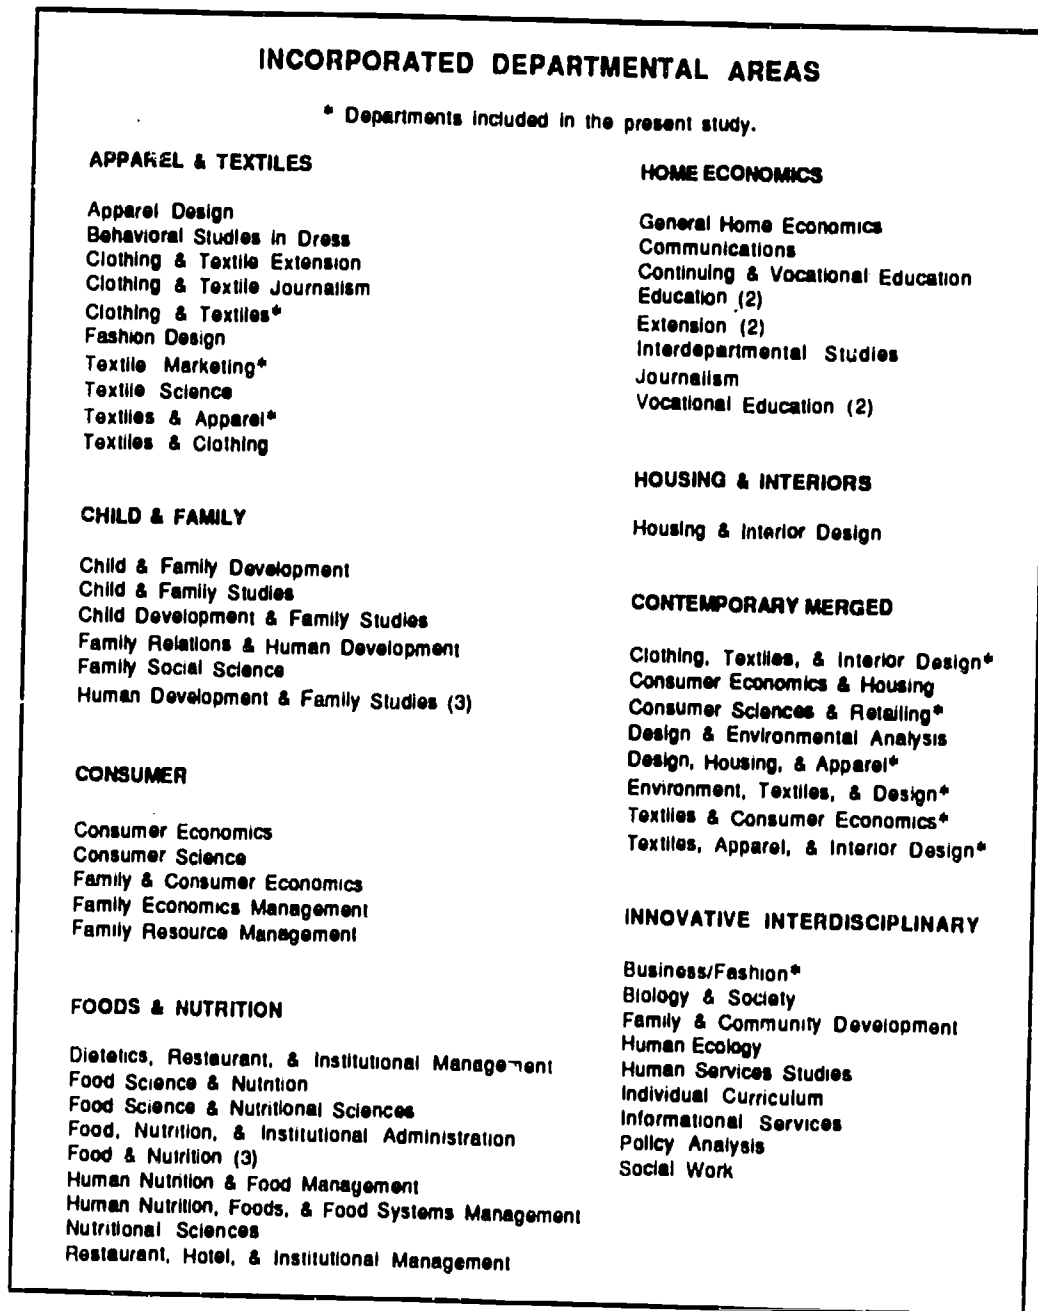 INCORPORATED DEPARTMENTAL AREAS
* Departments included in the present study.
APPAREL & TEXTILES
Apparel Design
Behavioral Studies in Dress
Clothing & Textile Extension
Clothing & Textile Journalism
Clothing & Textiles*
Fashion Design
Textile Marketing*
Textile Science
Textiles & Apparel*
Textiles & Clothing
CHILD & FAMILY
Child & Family Development
Child & Family Studies
Child Development & Family Studies
Family Relations & Human Development
Family Social Science
Human Development & Family Studies (3)
CONSUMER
Consumer Economics
Consumer Science
Family & Consumer Economics
Family Economics Management
Family Resource Management
FOODS & NUTRITION
Dietetics, Restaurant, & Institutional Management
Food Science & Nutrition
Food Science & Nutritional Sciences
Food, Nutrition, & Institutional Administration
Food & Nutrition (3)
Human Nutrition & Food Management
Human Nutrition, Foods, & Food Systems Management
Nutritional Sciences
Restaurant, Hotel, & Institutional Management
HOME ECONOMICS
General Home Economics
Communications
Continuing & Vocational Education
Education (2)
Extension (2)
Interdepartmental Studies
Journalism
Vocational Education (2)
HOUSING & INTERIORS
Housing & Interior Design
CONTEMPORARY MERGED
Clothing, Textiles, & Interior Design*
Consumer Economics & Housing
Consumer Sciences & Retailing*
Design & Environmental Analysis
Design, Housing, & Apparel*
Environment, Textiles, & Design*
Textiles & Consumer Economics*
Textiles, Apparel, & Interior Design*
INNOVATIVE INTERDISCIPLINARY
Business/Fashion*
Biology & Society
Family & Community Development
Human Ecology
Human Services Studies
Individual Curriculum
Informational Services
Policy Analysis
Social Work